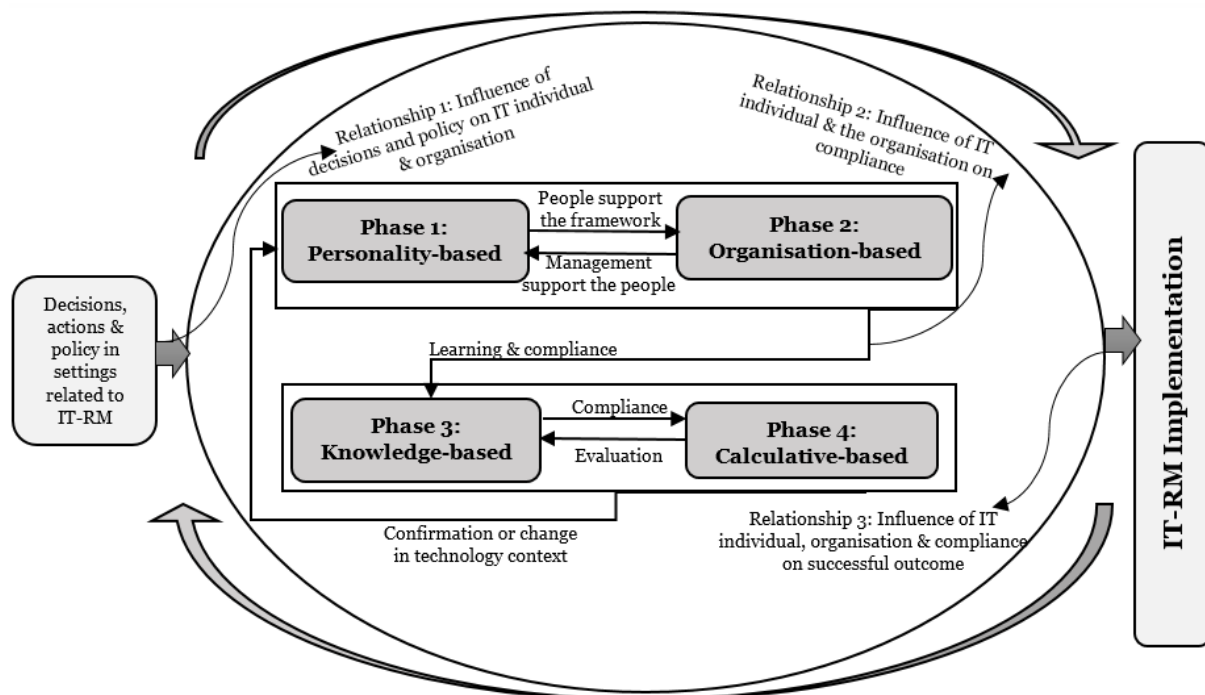 Relationship 1: Influence of
decisions and policy on IT individual
& organisation
Relationship 2: Influence of IT
individual & the organisation on
compliance
People support
the framework
Phase 1:
Personality-based
Phase 2:
Organisation-based
Management
support the people
Decisions,
actions &
policy in
settings
related to
IT-RM
Learning & compliance
Phase 3:
Knowledge-based
Compliance
Evaluation
Phase 4:
Calculative-based
Confirmation or change
in technology context
Relationship 3: Influence of IT
individual, organisation & compliance
on successful outcome
IT-RM Implementation